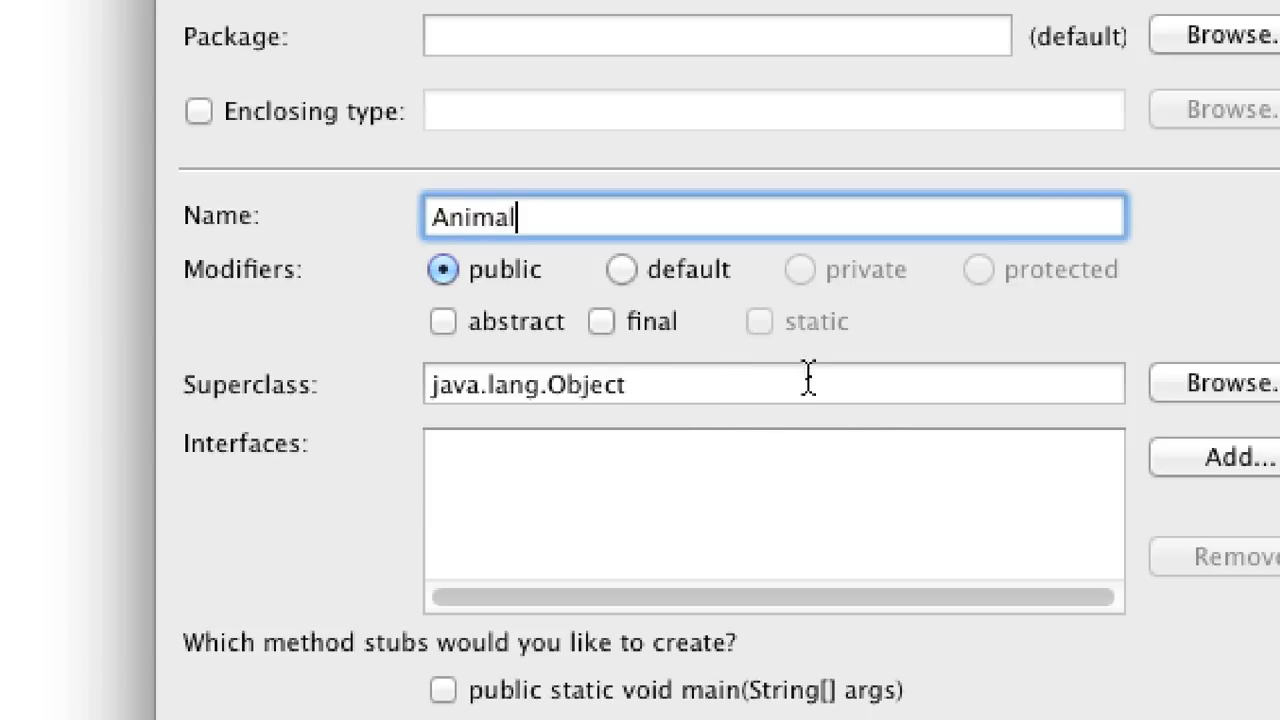 Package: (default) Browse.
Enclosing type: Browse.
Name: Animal
Modifiers: public default private protected
abstract final static
Superclass: java.lang.Object Browse.
Interfaces:
Add...
Remove
Which method stubs would you like to create?
public static void main(String[] args)